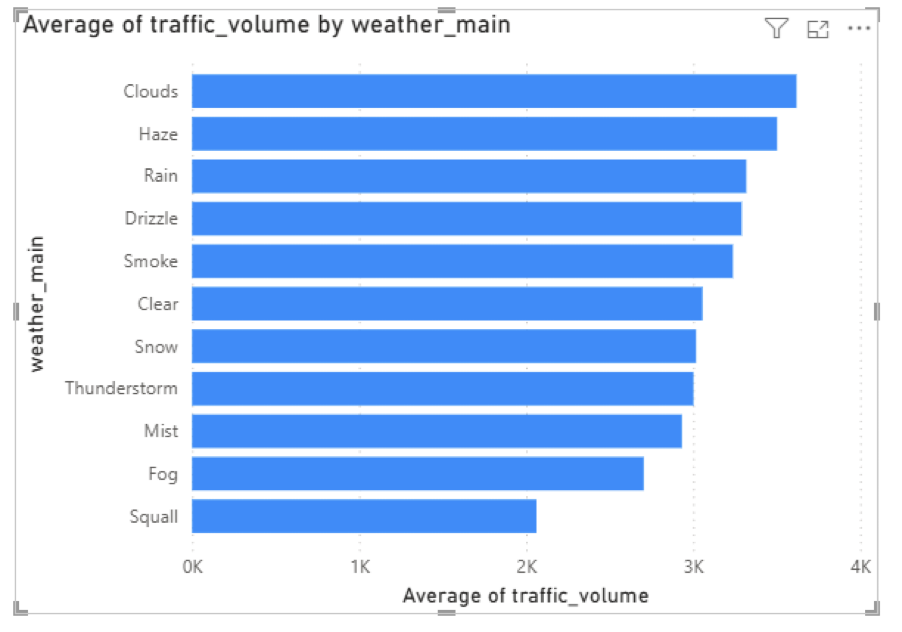 Average of traffic_volume by weather_main
weather_main
Clouds
Haze
Rain
Drizzle
Smoke
Clear
Snow
Thunderstorm
Mist
Fog
Squall
0K 1K 2K 3K 4K
Average of traffic_volume